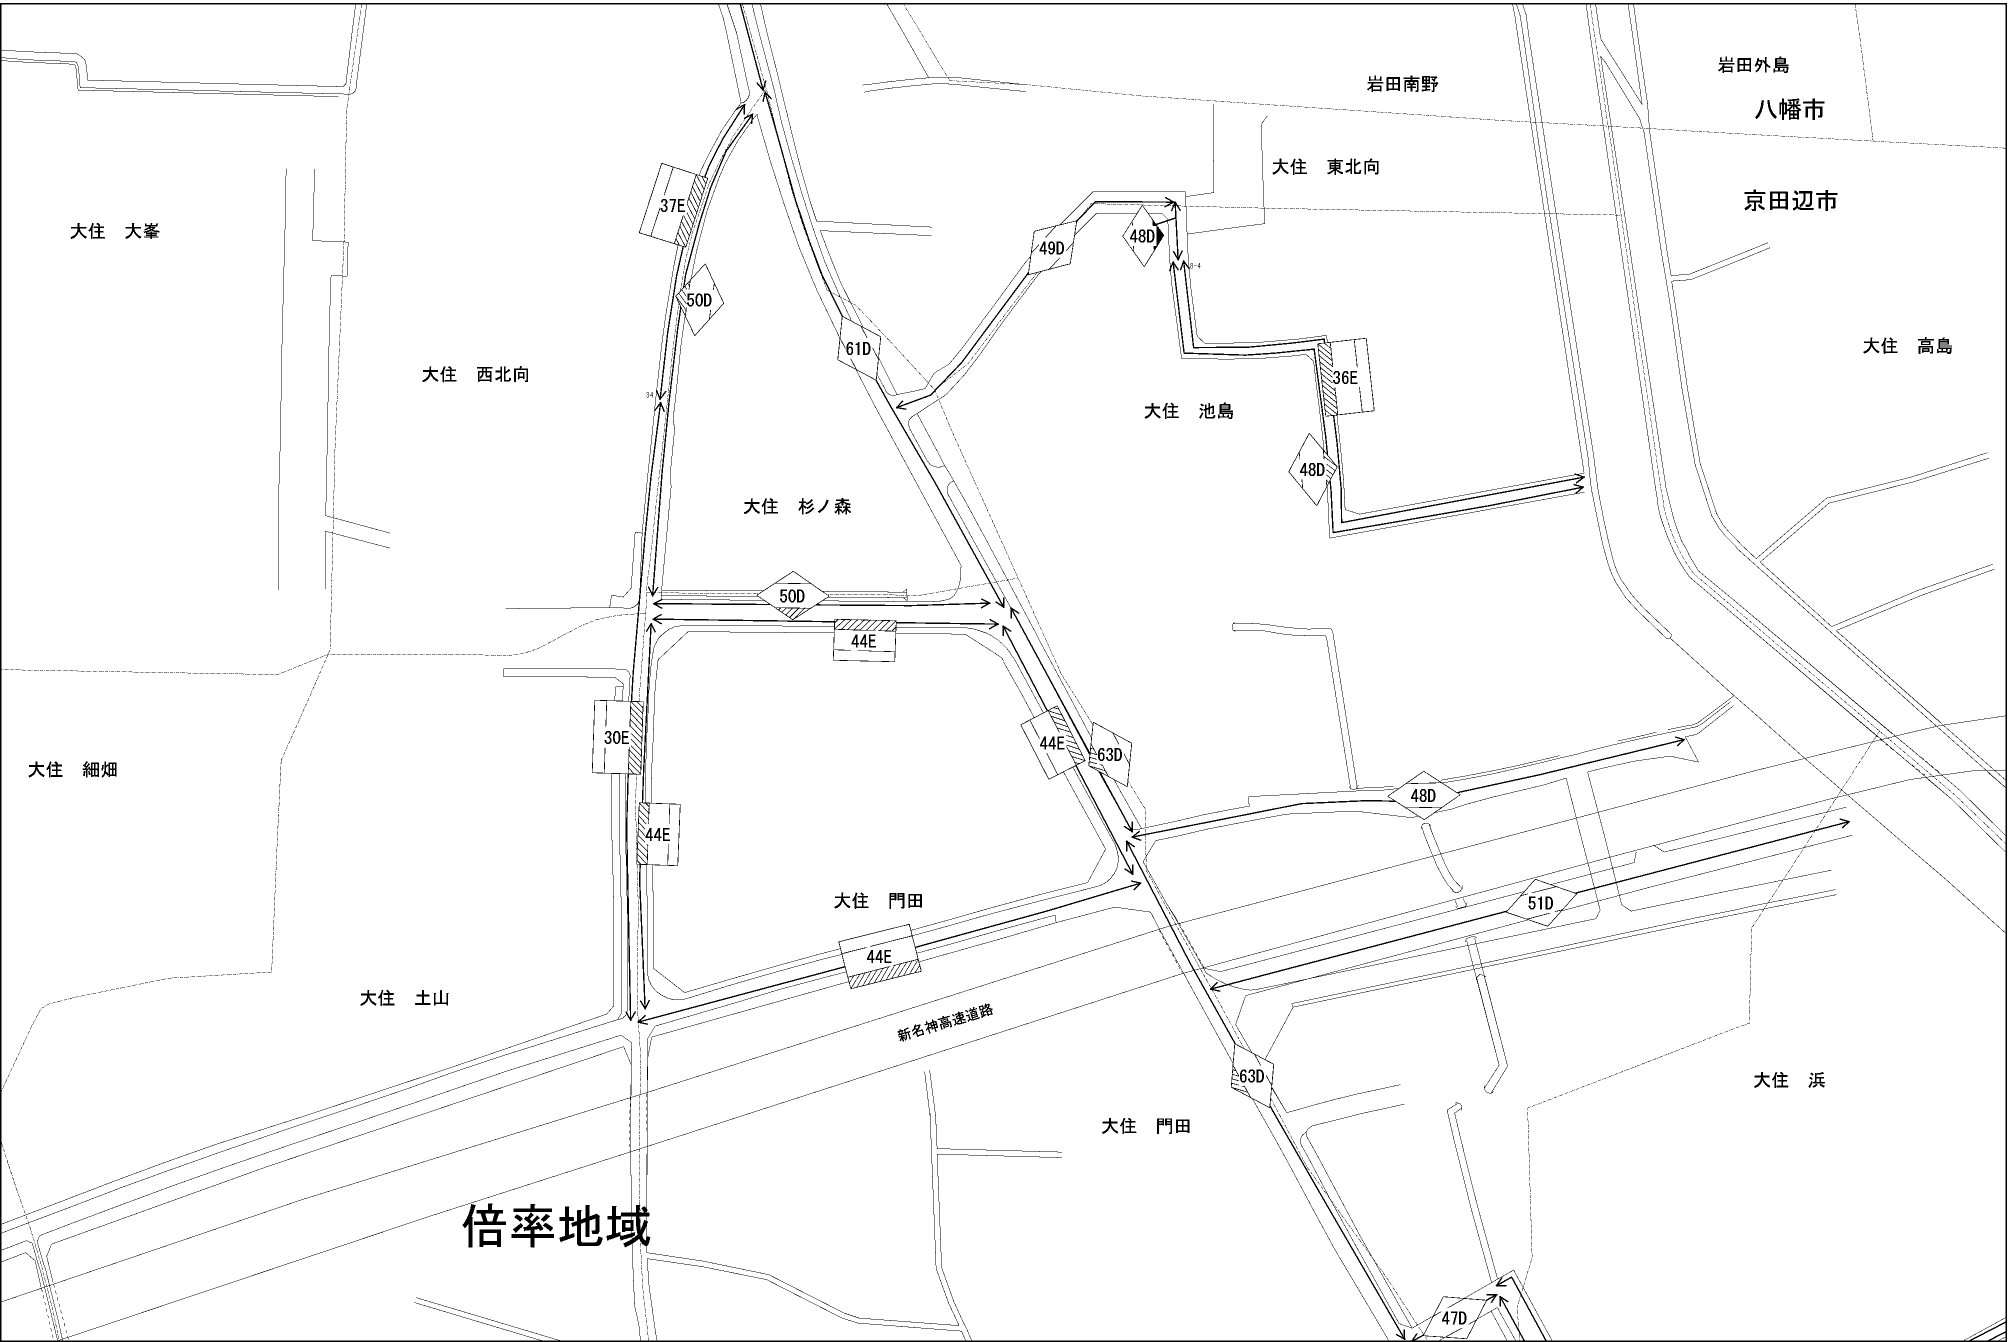 岩田外島
岩田南野
八幡市
大住　東北向
京田辺市
37E
大住　大峯
48D
49D
8-4
50D
大住　高島
61D
大住　西北向
36E
34
大住　池島
48D
大住　杉ノ森
50D
44E
30E
44E
63D
大住　細畑
48D
44E
大住　門田
51D
44E
大住　土山
新名神高速道路
63D
大住　浜
大住　門田
倍率地域
47D